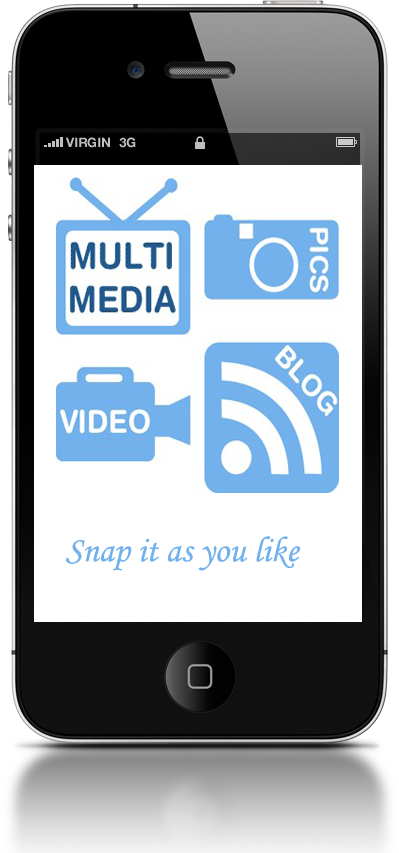 VIRGIN 3G
MULTI
MEDIA
PICS
VIDEO
BLOG
Snap it as you like